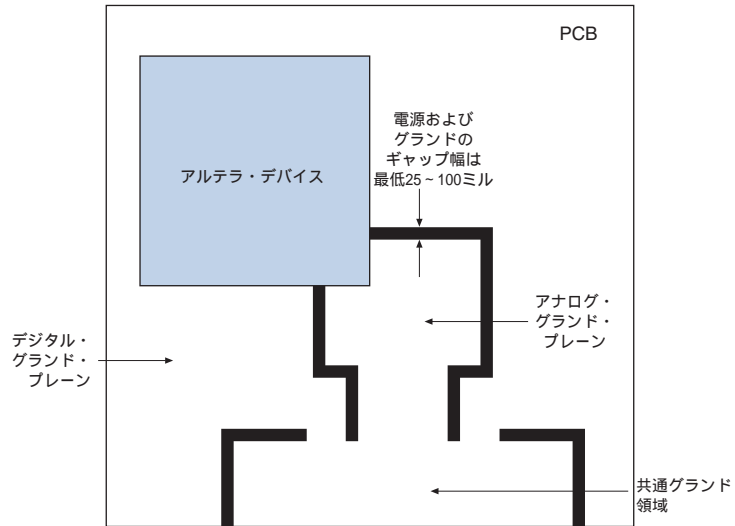 PCB
電源および
グランドの
ギャップ幅は
最低25~100ミル
アルテラ・デバイス
アナログ・
グランド・
プレーン
デジタル・
グランド・
プレーン
共通グランド
領域